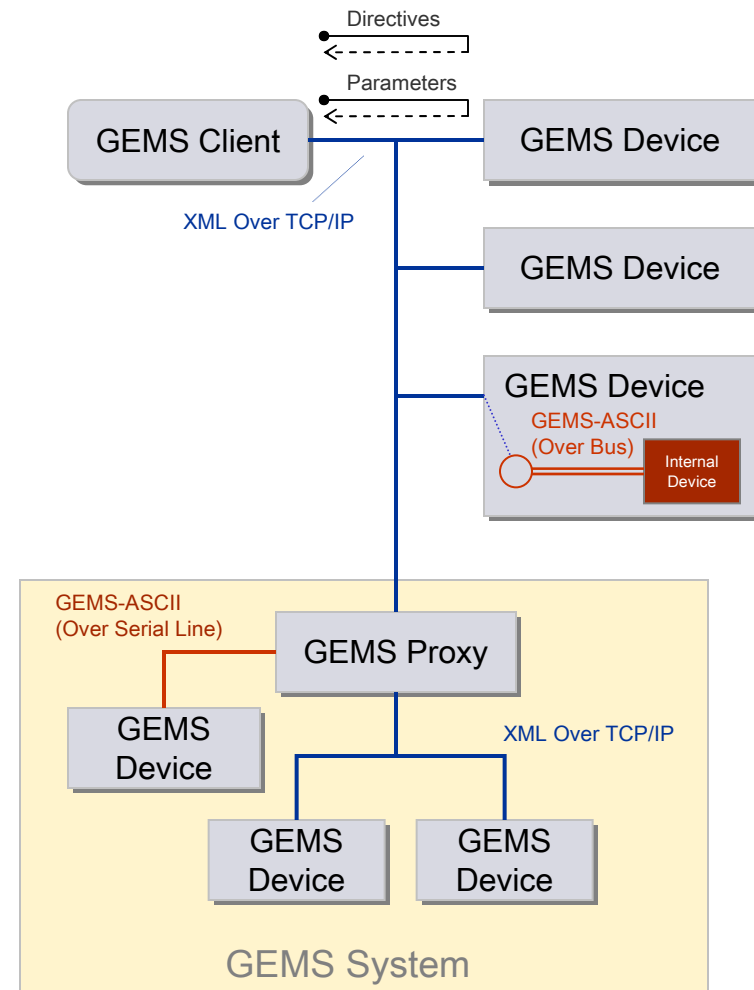 Directives
Parameters
GEMS Client
GEMS Device
XML Over TCP/IP
GEMS Device
GEMS Device
GEMS-ASCII
(Over Bus)
Internal
Device
GEMS-ASCII
(Over Serial Line)
GEMS Proxy
GEMS
Device
XML Over TCP/IP
GEMS
Device
GEMS
Device
GEMS System